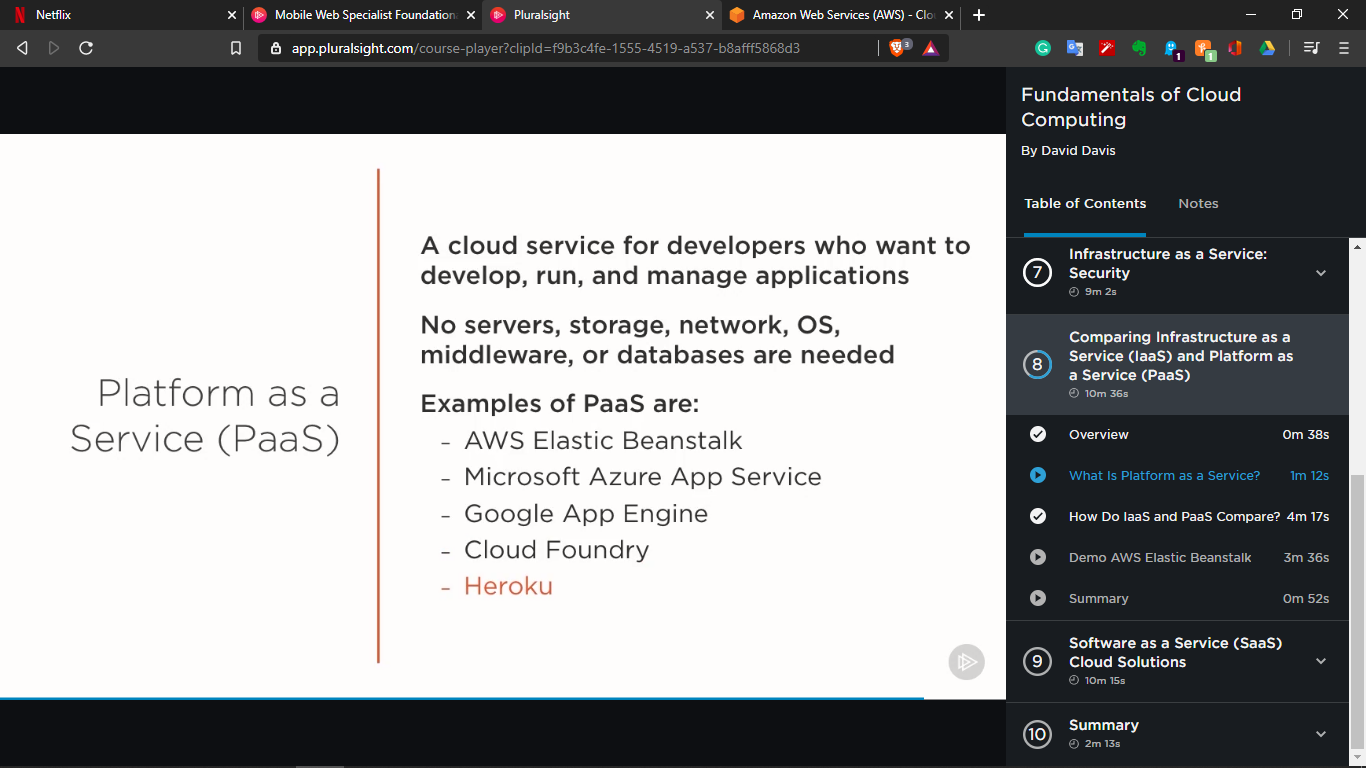 Netflix
Mobile Web Specialist Foundation
Pluralsight
Amazon Web Services (AWS) - Clo
app.pluralsight.com/course-player?clipId=f9b3c4fe-1555-4519-a537-b8afff5868d3
3
1
1
Fundamentals of Cloud
Computing
By David Davis
Table of Contents
Notes
Platform as a
Service (PaaS)
A cloud service for developers who want to
develop, run, and manage applications
No servers, storage, network, OS,
middleware, or databases are needed
Examples of PaaS are:
- AWS Elastic Beanstalk
- Microsoft Azure App Service
- Google App Engine
- Cloud Foundry
- Heroku
7
Infrastructure as a Service:
Security
9m 2s
8
Comparing Infrastructure as a
Service (IaaS) and Platform as
a Service (PaaS)
10m 36s
Overview 0m 38s
What Is Platform as a Service? 1m 12s
How Do IaaS and PaaS Compare? 4m 17s
Demo AWS Elastic Beanstalk 3m 36s
Summary 0m 52s
9
Software as a Service (SaaS)
Cloud Solutions
10m 15s
10
Summary
2m 13s